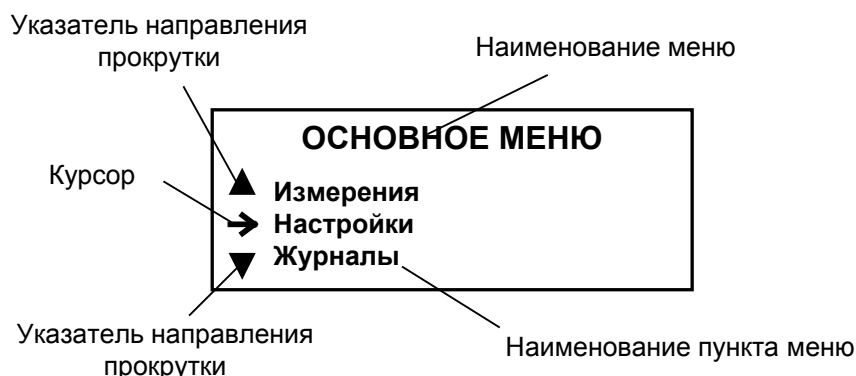 Указатель направления
прокрутки
Наименование меню
ОСНОВНОЕ МЕНЮ
Курсор
Измерения
Настройки
Журналы
Указатель направления
прокрутки
Наименование пункта меню